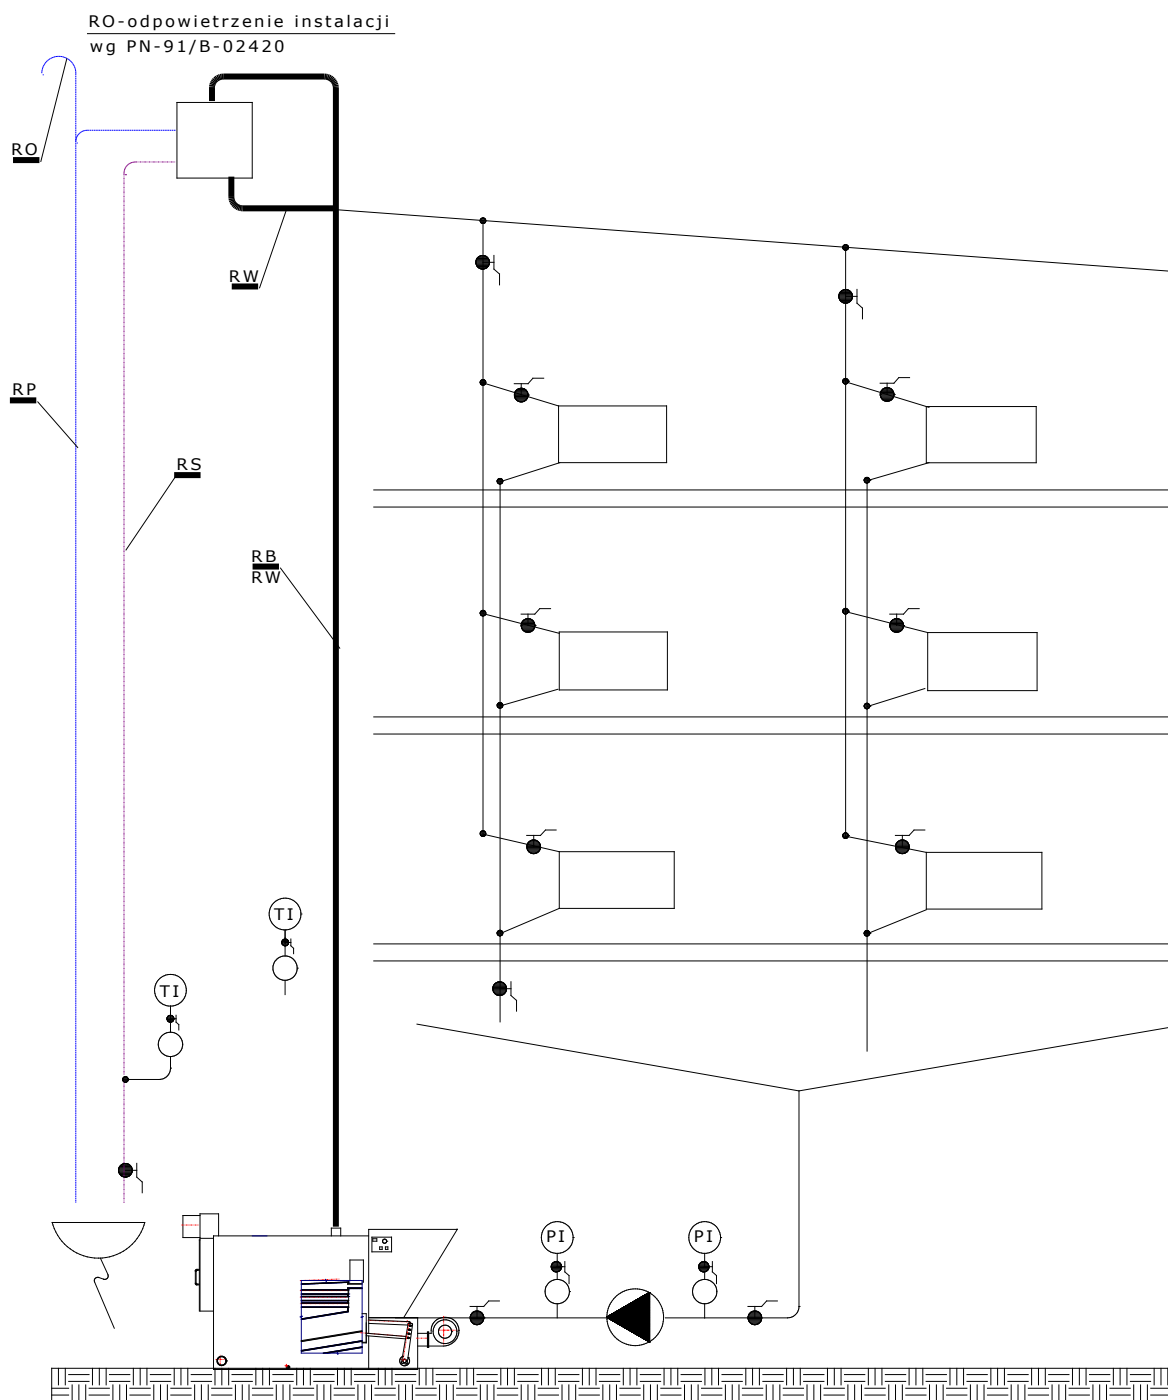 RO-odpowietrzenie instalacji
wg PN-91/B-02420
RO
RW
RP
RS
RB
RW
TI
TI
PI
PI